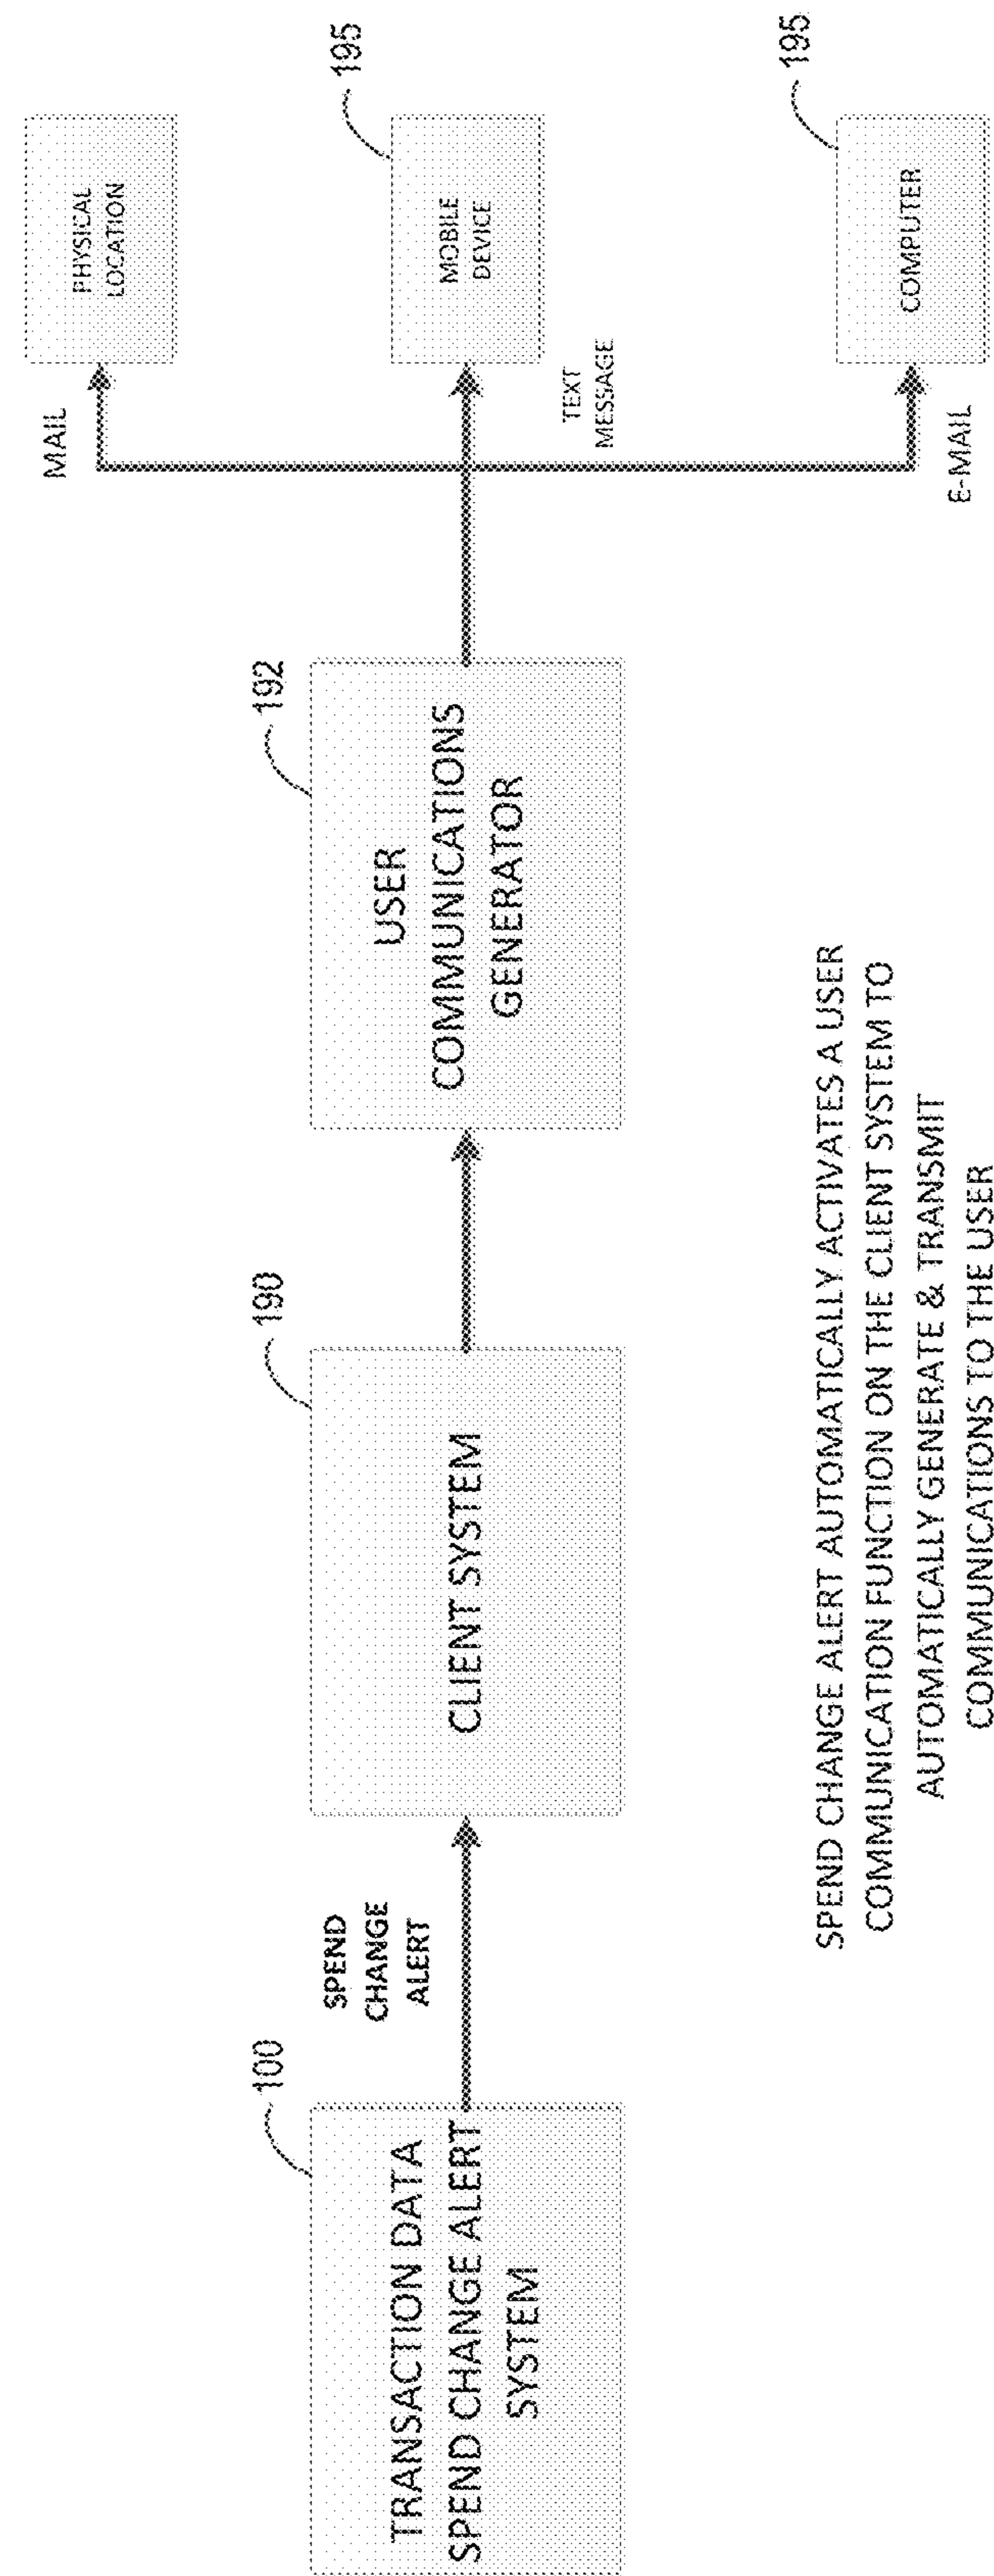 100
TRANSACTION DATA
SPEND CHANGE ALERT
SYSTEM
SPEND
CHANGE
ALERT
190
CLIENT SYSTEM
192
USER
COMMUNICATIONS
GENERATOR
MAIL
PHYSICAL
LOCATION
195
MOBILE
DEVICE
TEXT
MESSAGE
195
COMPUTER
E-MAIL
SPEND CHANGE ALERT AUTOMATICALLY ACTIVATES A USER
COMMUNICATION FUNCTION ON THE CLIENT SYSTEM TO
AUTOMATICALLY GENERATE & TRANSMIT
COMMUNICATIONS TO THE USER